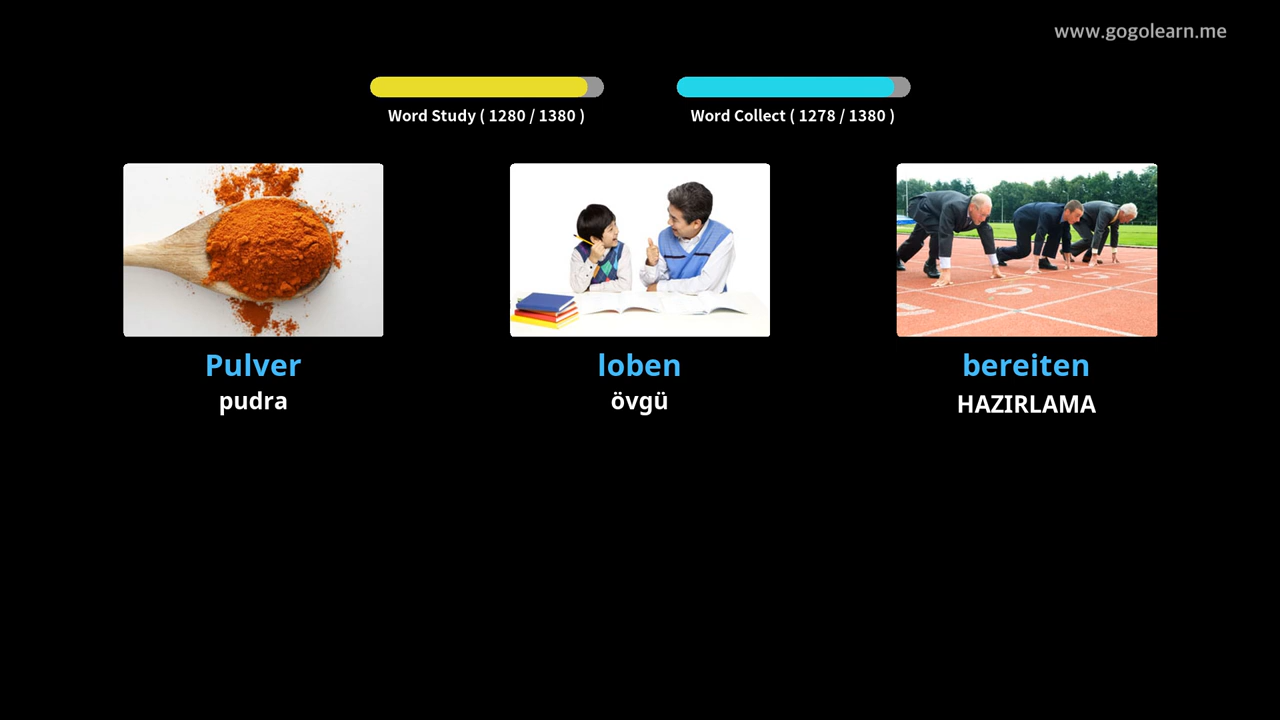 www.gogolearn.me
Word Study ( 1280 / 1380 )
Word Collect ( 1278 / 1380 )
Pulver
pudra
loben
övgü
bereiten
HAZIRLAMA